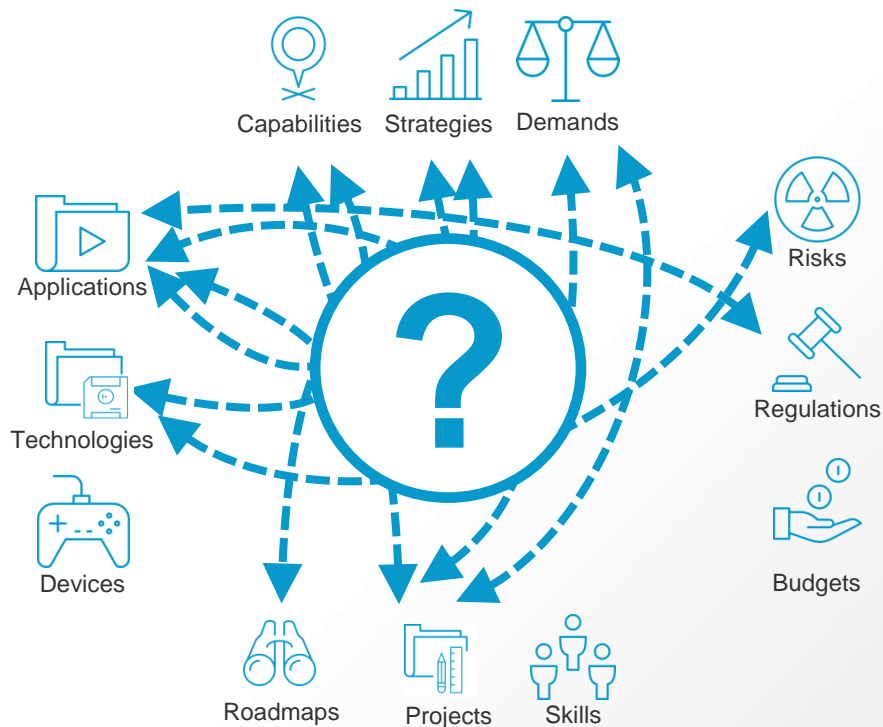 Capabilities Strategies Demands
Risks
Applications
Regulations
Technologies
Devices
Budgets
Roadmaps Projects Skills
?